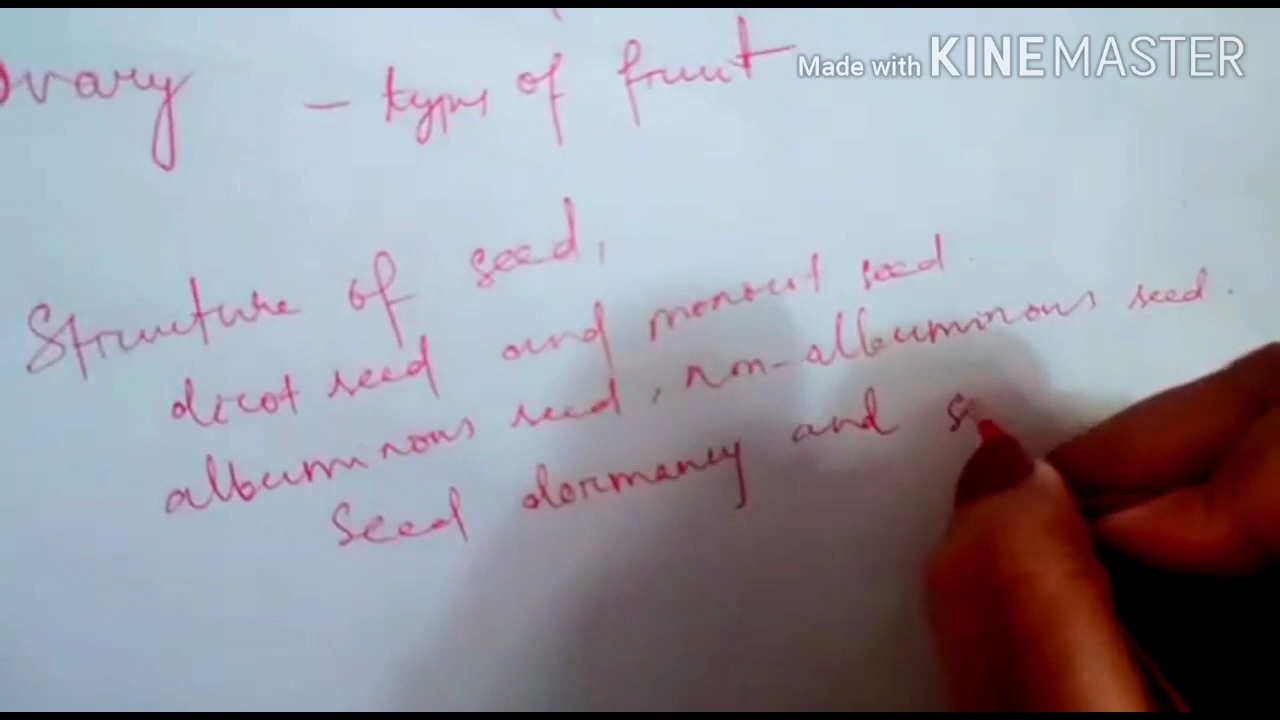 Made with KINEMASTER
ovary - types of fruit
Structure of seed,
dicot seed and monocot seed.
albuminous seed, non-albuminous seed.
Seed dormancy and s